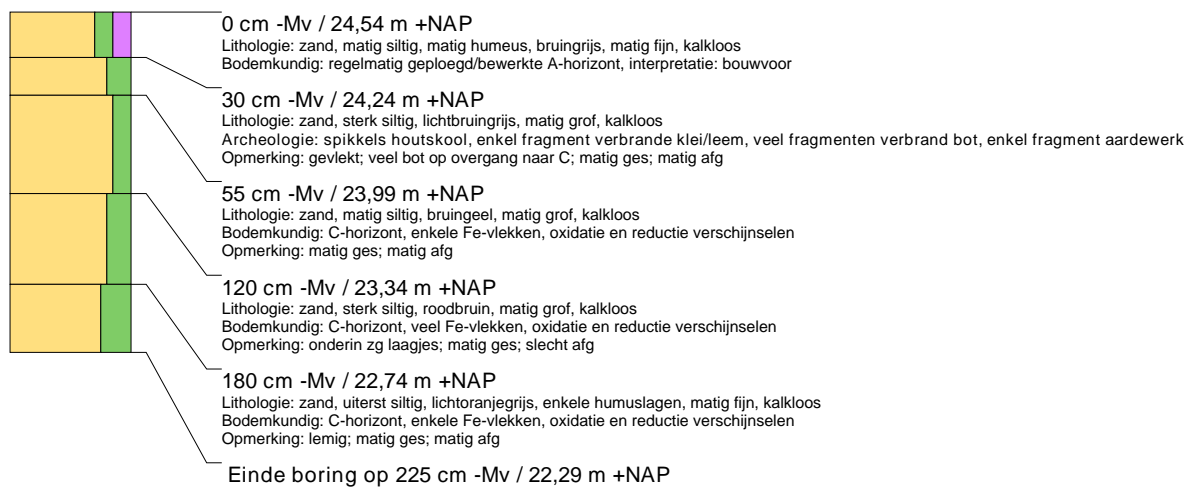 0 cm -Mv / 24,54 m +NAP
Lithologie: zand, matig siltig, matig humeus, bruingrijs, matig fijn, kalkloos
Bodemkundig: regelmatig geploegd/bewerkte A-horizont, interpretatie: bouwvoor
30 cm -Mv / 24,24 m +NAP
Lithologie: zand, sterk siltig, lichtbruingrijs, matig grof, kalkloos
Archeologie: spikkels houtskool, enkel fragment verbrande klei/leem, veel fragmenten verbrand bot, enkel fragment aardewerk
Opmerking: gevlekt; veel bot op overgang naar C; matig ges; matig afg
55 cm -Mv / 23,99 m +NAP
Lithologie: zand, matig siltig, bruingeel, matig grof, kalkloos
Bodemkundig: C-horizont, enkele Fe-vlekken, oxidatie en reductie verschijnselen
Opmerking: matig ges; matig afg
120 cm -Mv / 23,34 m +NAP
Lithologie: zand, sterk siltig, roodbruin, matig grof, kalkloos
Bodemkundig: C-horizont, veel Fe-vlekken, oxidatie en reductie verschijnselen
Opmerking: onderin zg laagjes; matig ges; slecht afg
180 cm -Mv / 22,74 m +NAP
Lithologie: zand, uiterst siltig, lichtoranjegrijs, enkele humuslagen, matig fijn, kalkloos
Bodemkundig: C-horizont, enkele Fe-vlekken, oxidatie en reductie verschijnselen
Opmerking: lemig; matig ges; matig afg
Einde boring op 225 cm -Mv / 22,29 m +NAP